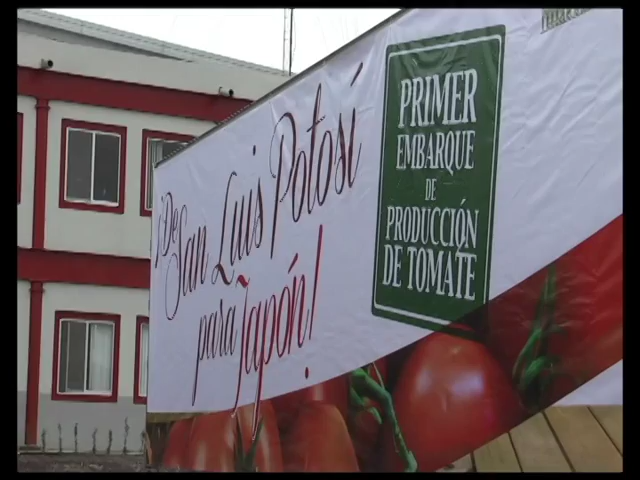 ¡De
San Luis Potosí
para Japón!
PRIMER
EMBARQUE
DE
PRODUCCIÓN
DE TOMATE